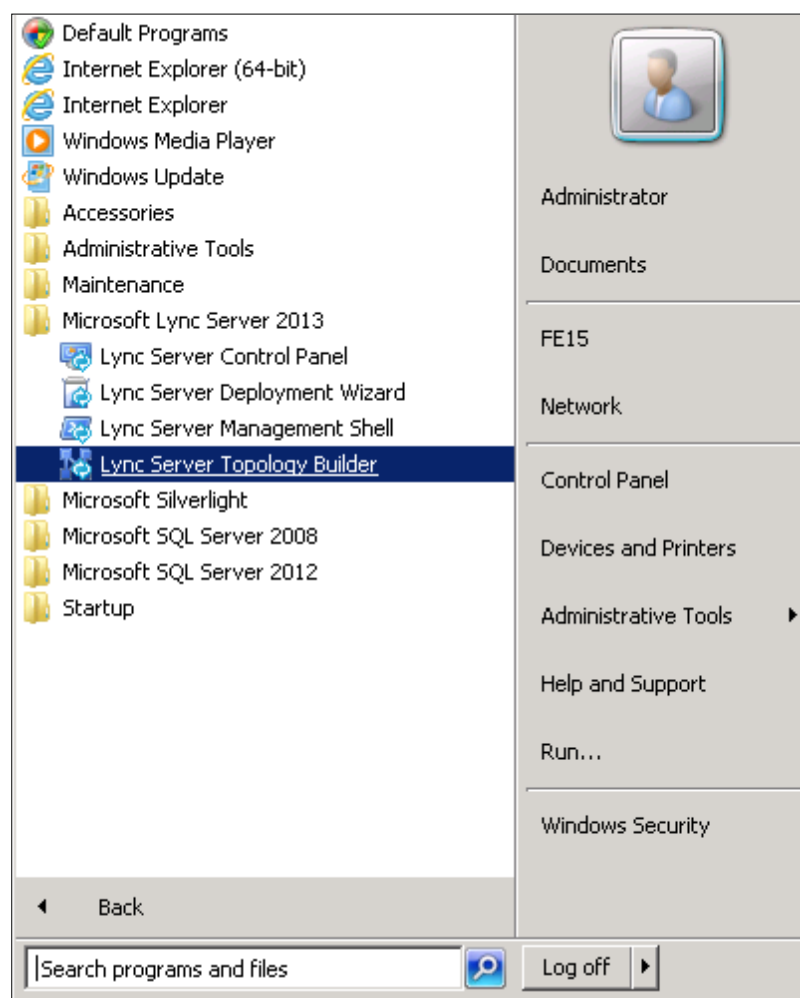 Default Programs
Internet Explorer (64-bit)
Internet Explorer
Windows Media Player
Windows Update
Accessories
Administrative Tools
Maintenance
Microsoft Lync Server 2013
Lync Server Control Panel
Lync Server Deployment Wizard
Lync Server Management Shell
Lync Server Topology Builder
Microsoft Silverlight
Microsoft SQL Server 2008
Microsoft SQL Server 2012
Startup
Back
Search programs and files
Administrator
Documents
FE15
Network
Control Panel
Devices and Printers
Administrative Tools
Help and Support
Run...
Windows Security
Log off